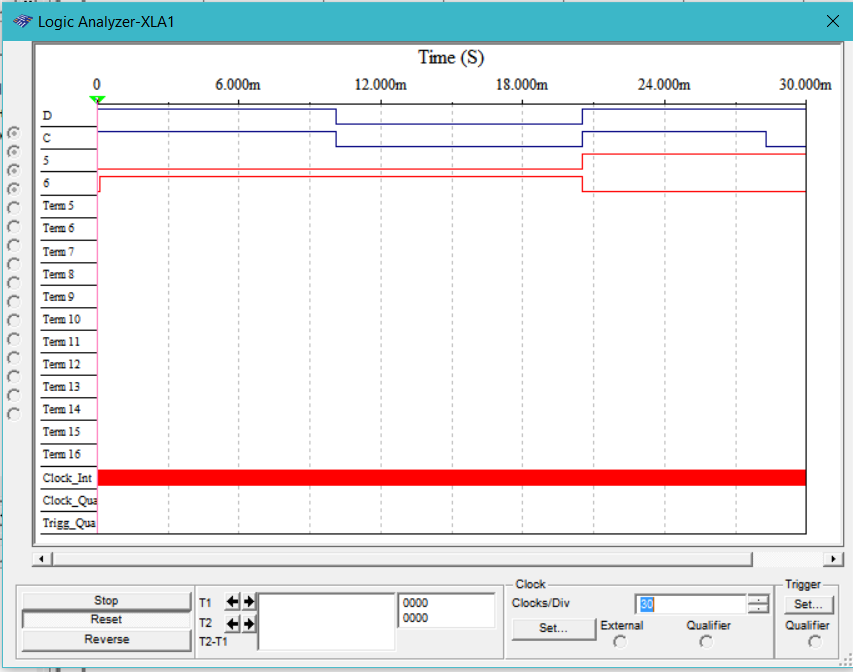 Logic Analyzer-XLA1
Time (S)
0 6.000m 12.000m 18.000m 24.000m 30.000m
D
C
5
6
Term 5
Term 6
Term 7
Term 8
Term 9
Term 10
Term 11
Term 12
Term 13
Term 14
Term 15
Term 16
Clock_Int
Clock_Qua
Trigg_Qua
Stop
Reset
Reverse
T1
T2
T2-T1
0000
0000
Clock
Clocks/Div 30
Set... External Qualifier
Trigger
Set...
Qualifier